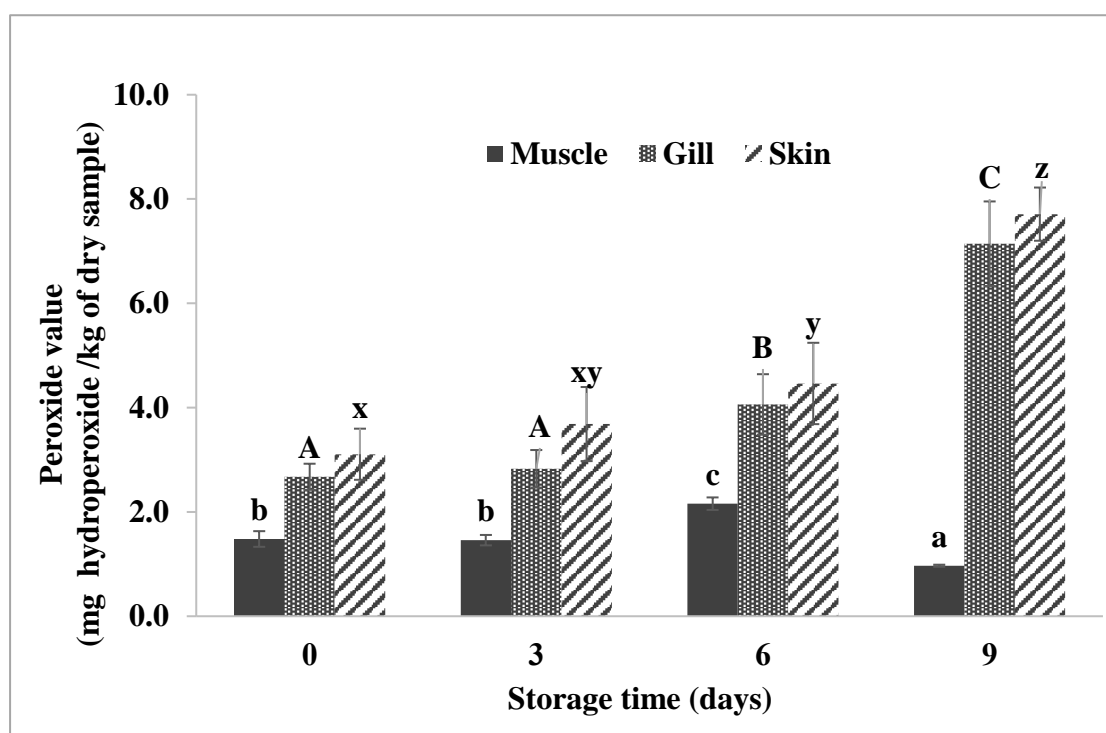 Peroxide value
(mg hydroperoxide /kg of dry sample)
10.0
8.0
6.0
4.0
2.0
0.0
Muscle Gill Skin
b A x
b A xy
c B y
a C z
0 3 6 9
Storage time (days)